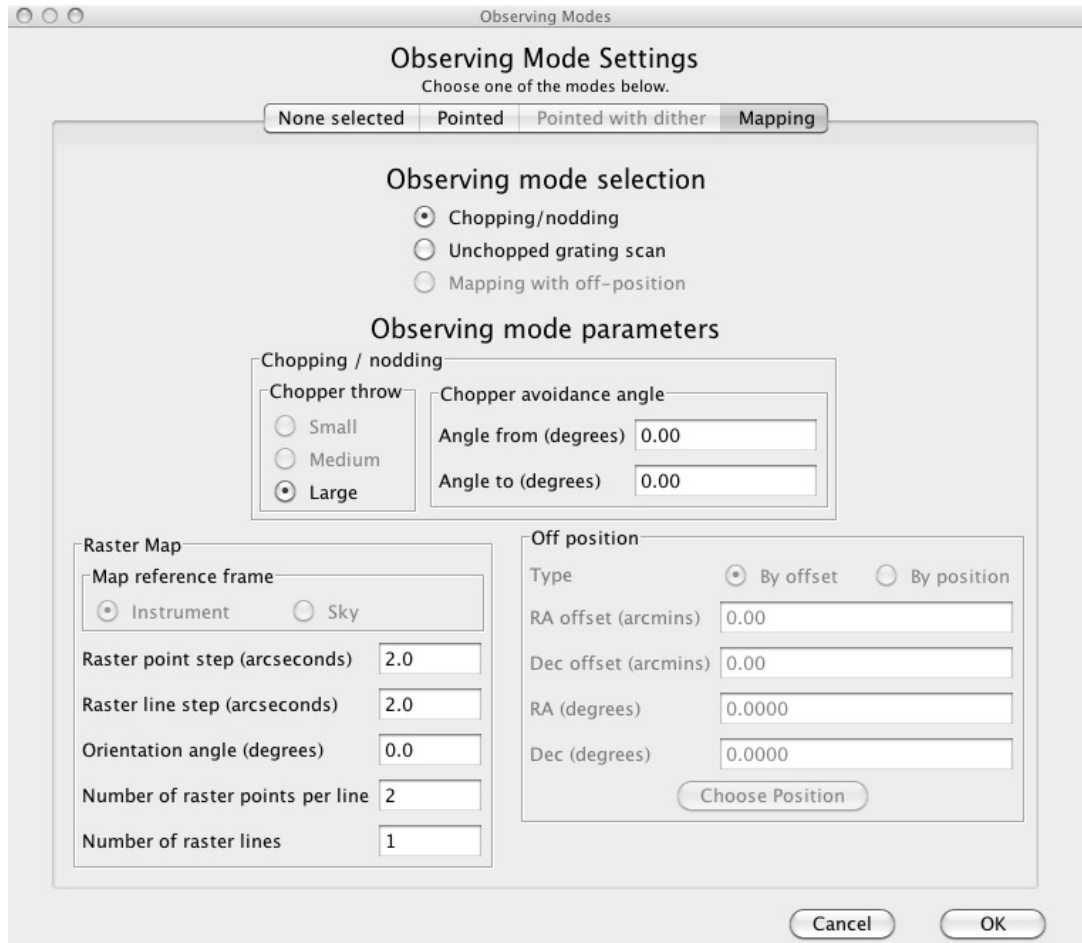 Observing Modes
Observing Mode Settings
Choose one of the modes below.
None selected Pointed Pointed with dither Mapping
Observing mode selection
Chopping/nodding
Unchopped grating scan
Mapping with off-position
Observing mode parameters
Chopping / nodding
Chopper throw
Small
Medium
Large
Chopper avoidance angle
Angle from (degrees) 0.00
Angle to (degrees) 0.00
Raster Map
Map reference frame
Instrument Sky
Raster point step (arcseconds) 2.0
Raster line step (arcseconds) 2.0
Orientation angle (degrees) 0.0
Number of raster points per line 2
Number of raster lines 1
Off position
Type By offset By position
RA offset (arcmins) 0.00
Dec offset (arcmins) 0.00
RA (degrees) 0.0000
Dec (degrees) 0.0000
Choose Position
Cancel OK